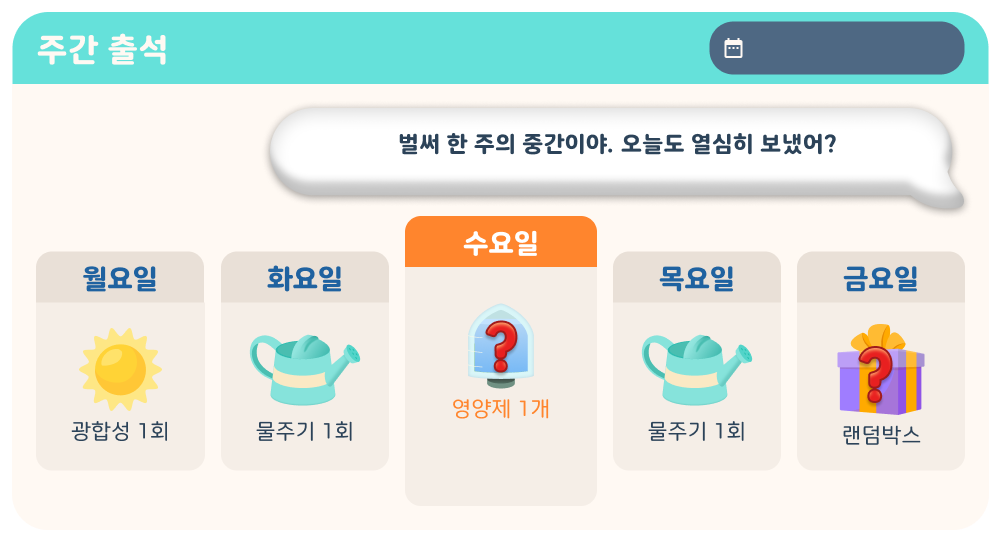 주간 출석
벌써 한 주의 중간이야. 오늘도 열심히 보냈어?
월요일
화요일
수요일
목요일
금요일
광합성 1회
물주기 1회
?
영양제 1개
물주기 1회
?
랜덤박스